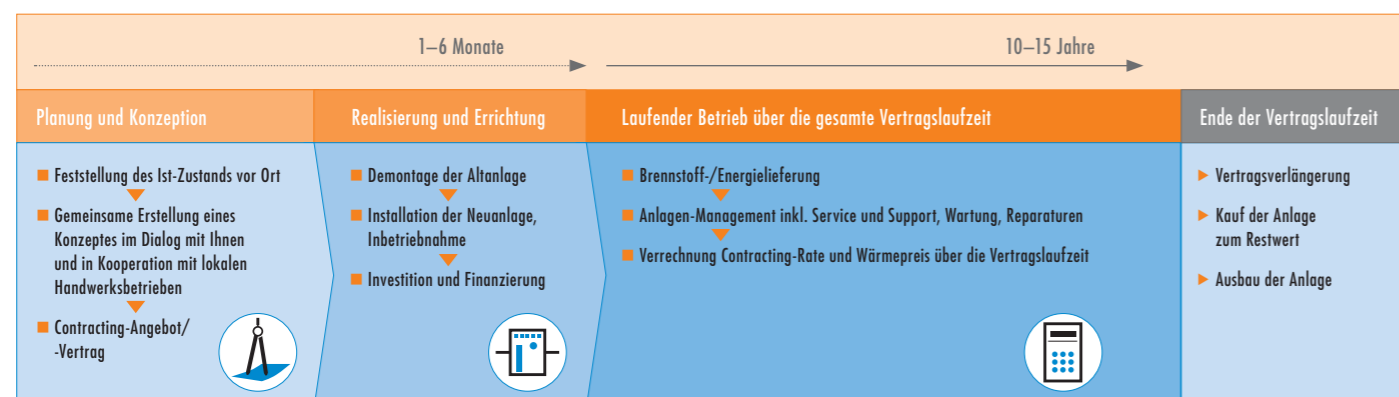 1–6 Monate
10–15 Jahre
Planung und Konzeption
Feststellung des Ist-Zustands vor Ort
Gemeinsame Erstellung eines
Konzeptes im Dialog mit Ihnen
und in Kooperation mit lokalen
Handwerksbetrieben
Contracting-Angebot/
-Vertrag
Realisierung und Errichtung
Demontage der Altanlage
Installation der Neuanlage,
Inbetriebnahme
Investition und Finanzierung
Laufender Betrieb über die gesamte Vertragslaufzeit
Brennstoff-/Energielieferung
Anlagen-Management inkl. Service und Support, Wartung, Reparaturen
Verrechnung Contracting-Rate und Wärmepreis über die Vertragslaufzeit
Ende der Vertragslaufzeit
Vertragsverlängerung
Kauf der Anlage
zum Restwert
Ausbau der Anlage